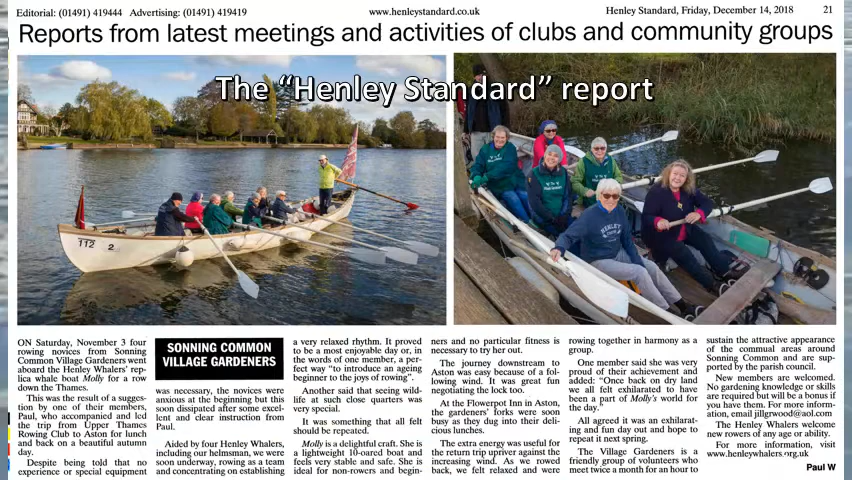 Editorial: (01491) 419444 Advertising: (01491) 419419
www.henleystandard.co.uk
Henley Standard, Friday, December 14, 2018 21
Reports from latest meetings and activities of clubs and community groups
The “Henley Standard” report
112 2
HENLEY
ON Saturday, November 3 four
rowing novices from Sonning
Common Village Gardeners went
aboard the Henley Whalers' rep-
lica whale boat Molly for a row
down the Thames.
This was the result of a sugges-
tion by one of their members,
Paul, who accompanied and led
the trip from Upper Thames
Rowing Club to Aston for lunch
and back on a beautiful autumn
day.
Despite being told that no
experience or special equipment
SONNING COMMON
VILLAGE GARDENERS
was necessary, the novices were
anxious at the beginning but this
soon dissipated after some excel-
lent and clear instruction from
Paul.
Aided by four Henley Whalers,
including our helmsman, we were
soon underway, rowing as a team
and concentrating on establishing
a very relaxed rhythm. It proved
to be a most enjoyable day or, in
the words of one member, a per-
fect way “to introduce an ageing
beginner to the joys of rowing”.
Another said that seeing wild-
life at such close quarters was
very special.
It was something that all felt
should be repeated.
Molly is a delightful craft. She is
a lightweight 10-oared boat and
feels very stable and safe. She is
ideal for non-rowers and begin-
ners and no particular fitness is
necessary to try her out.
The journey downstream to
Aston was easy because of a fol-
lowing wind. It was great fun
negotiating the lock too.
At the Flowerpot Inn in Aston,
the gardeners' forks were soon
busy as they dug into their deli-
cious lunches.
The extra energy was useful for
the return trip upriver against the
increasing wind. As we rowed
back, we felt relaxed and were
rowing together in harmony as a
group.
One member said she was very
proud of their achievement and
added: “Once back on dry land
we all felt exhilarated to have
been a part of Molly's world for
the day.”
All agreed it was an exhilarat-
ing and fun day out and hope to
repeat it next spring.
The Village Gardeners is a
friendly group of volunteers who
meet twice a month for an hour to
sustain the attractive appearance
of the communal areas around
Sonning Common and are sup-
ported by the parish council.
New members are welcomed.
No gardening knowledge or skills
are required but will be a bonus if
you have them. For more inform-
ation, email jillgrwood@aol.com
The Henley Whalers welcome
new rowers of any age or ability.
For more information, visit
www.henleywhalers.org.uk
Paul W